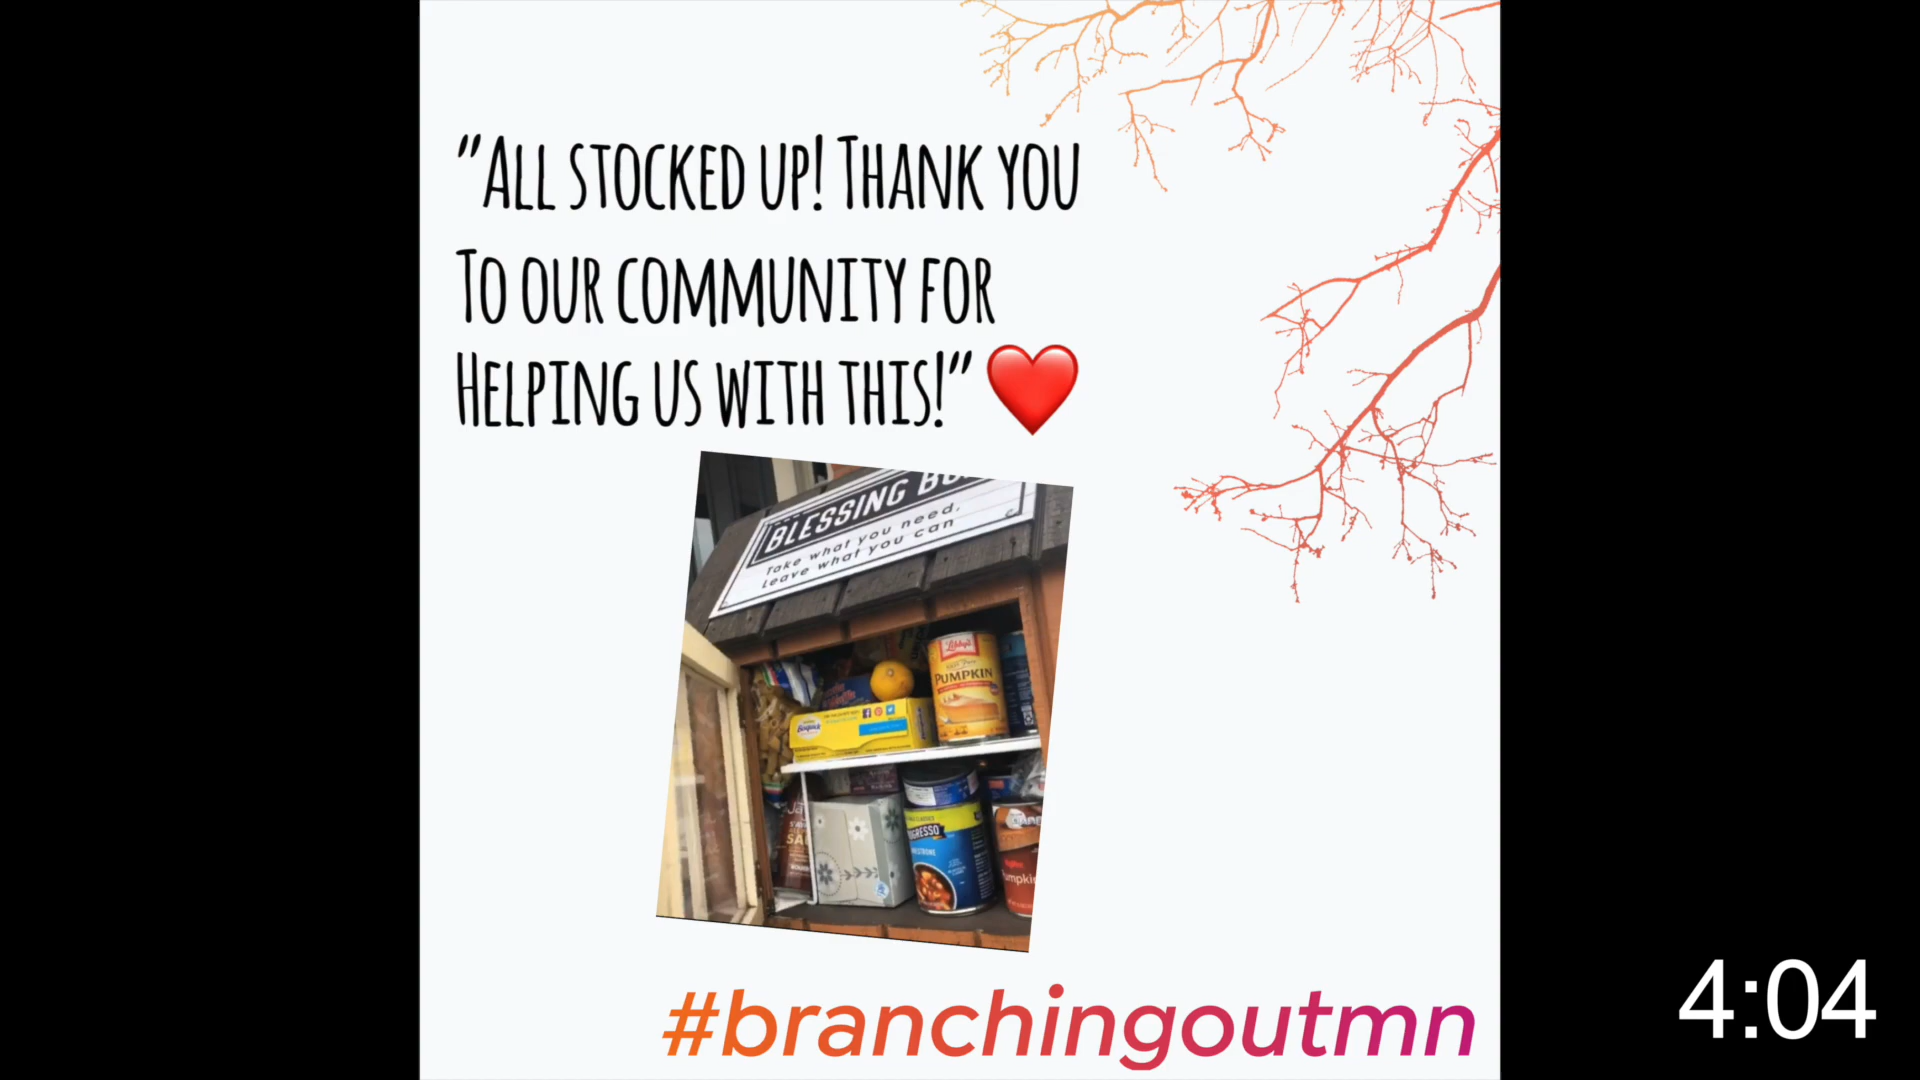 “All stocked up! Thank you
To our community for
Helping us with this!”
BLESSING
Take what you need,
Leave what you can
Libby's
PUMPKIN
#branchingoutmn
4:04